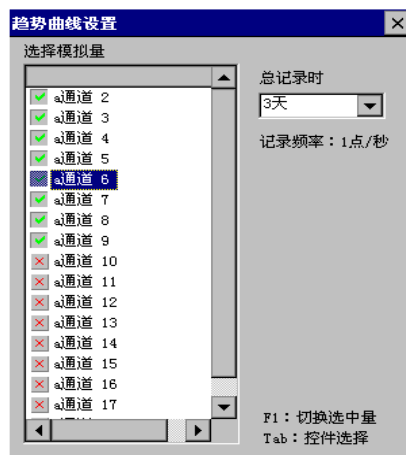 趋势曲线设置
选择模拟量
a通道 2
a通道 3
a通道 4
a通道 5
a通道 6
a通道 7
a通道 8
a通道 9
a通道 10
a通道 11
a通道 12
a通道 13
a通道 14
a通道 15
a通道 16
a通道 17
总记录时
3天
记录频率：1点/秒
F1：切换选中量
Tab：控件选择